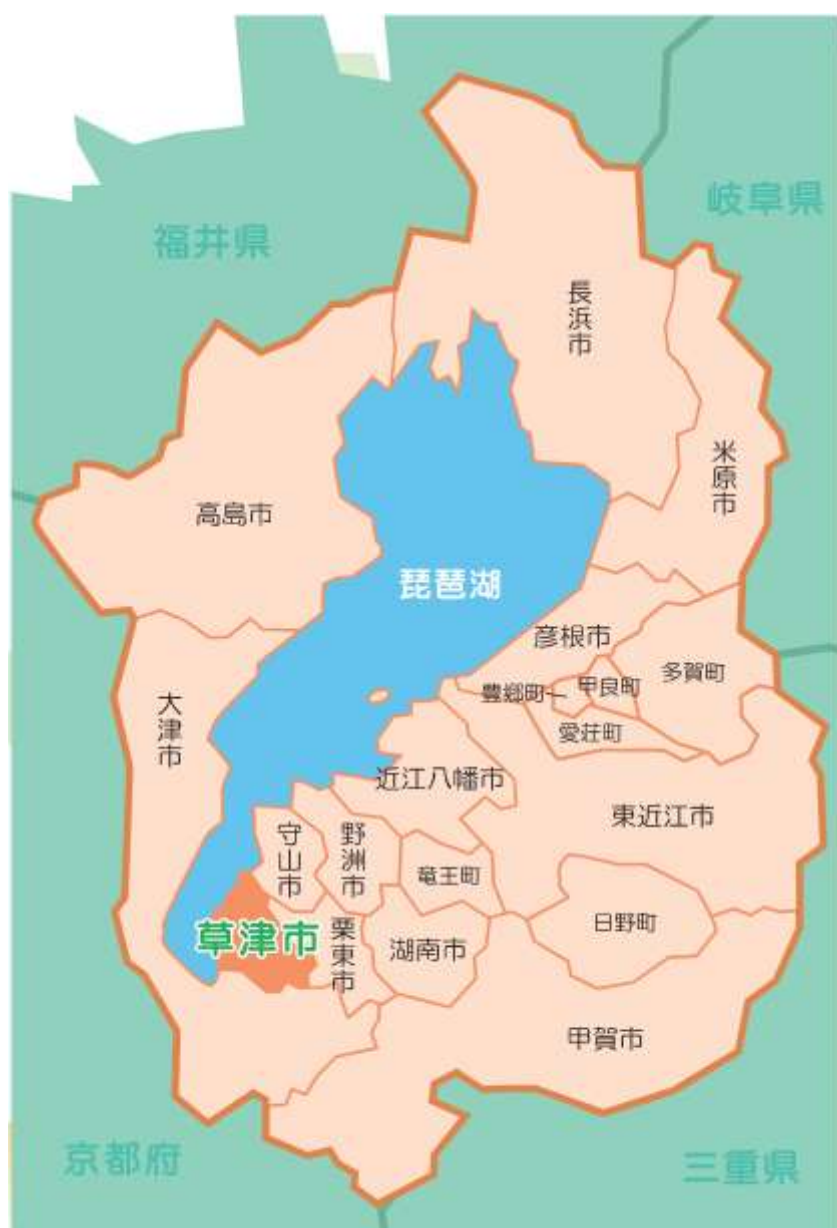 岐阜県
福井県
長浜市
米原市
高島市
琵琶湖
彦根市
多賀町
甲良町
豊郷町
大津市
愛荘町
近江八幡市
東近江市
守山市
野洲市
竜王町
日野町
草津市
栗東市
湖南市
甲賀市
京都府
三重県